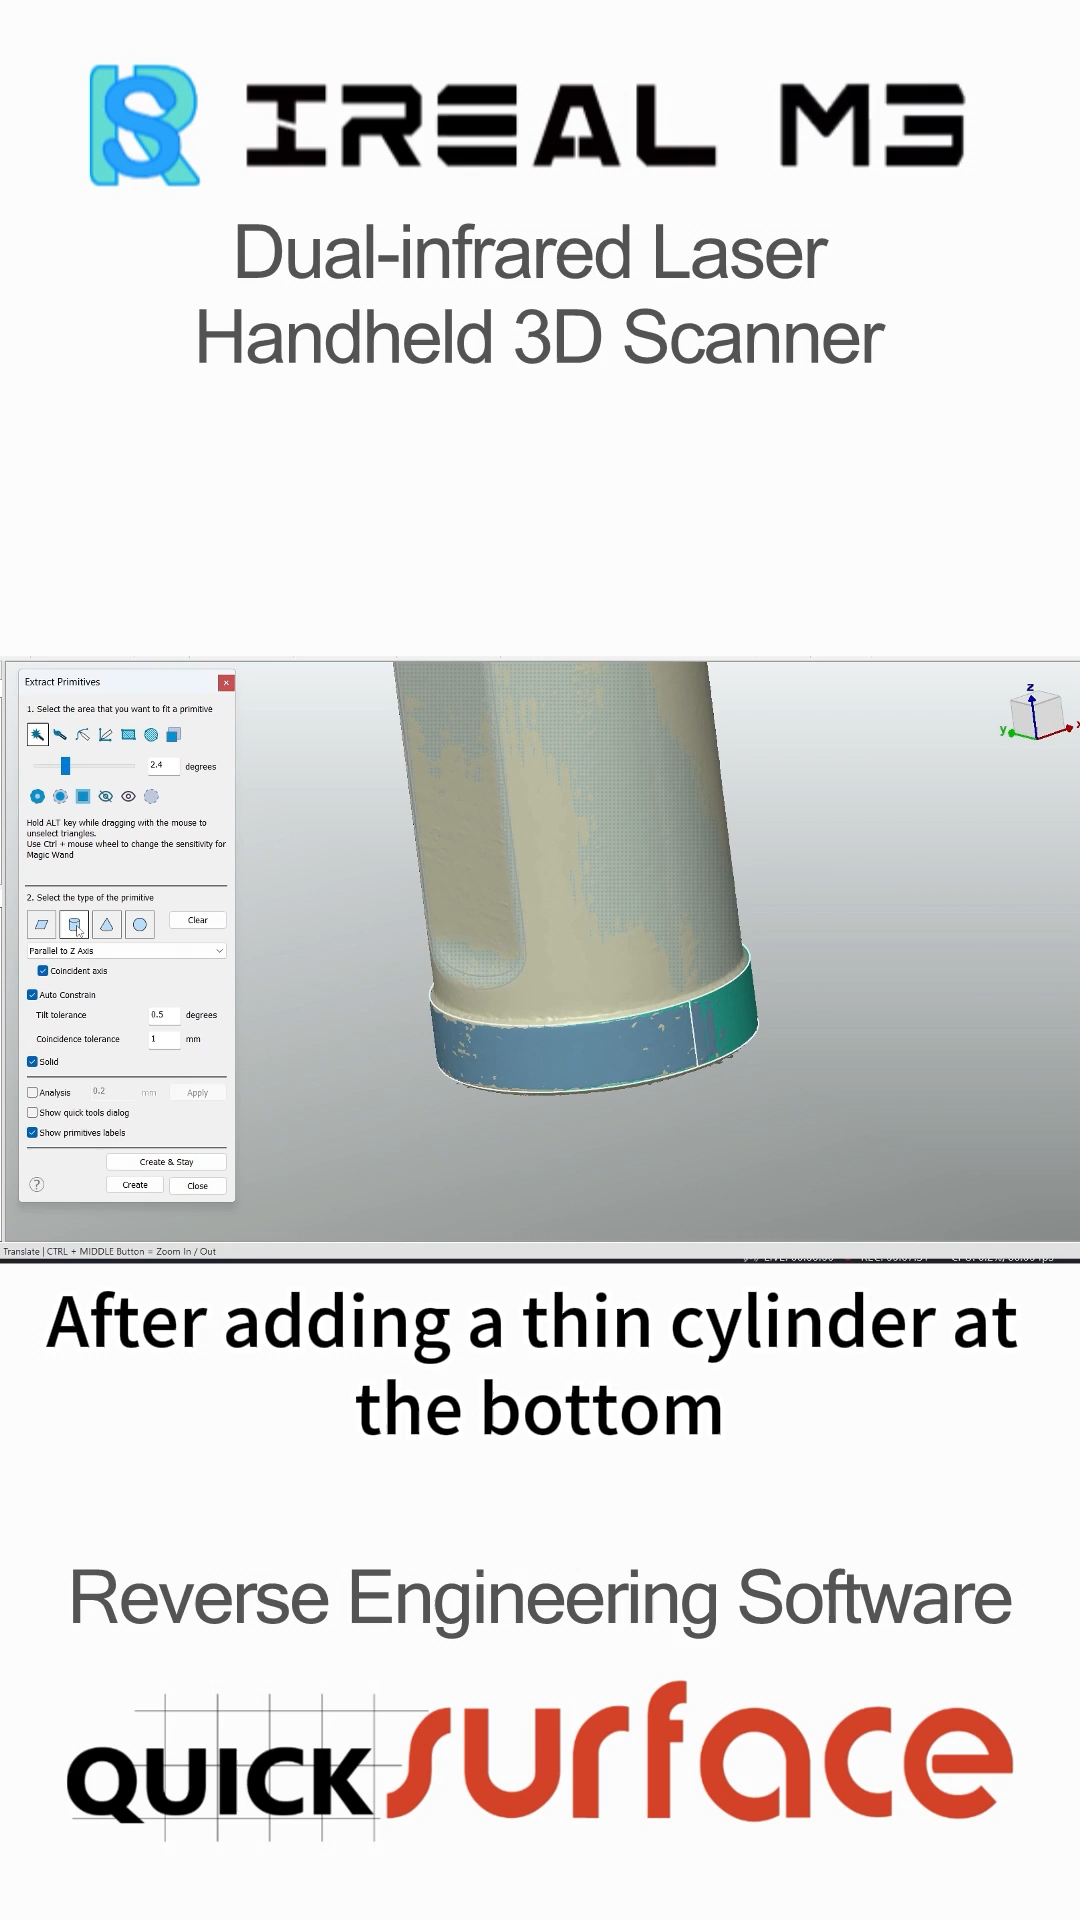 IREAL M3
Dual-infrared Laser
Handheld 3D Scanner
Extract Primitives
1. Select the area that you want to fit a primitive
2.4 degrees
Hold ALT key while dragging with the mouse to
unselect triangles.
Use Ctrl + mouse wheel to change the sensitivity for
Magic Wand
2. Select the type of the primitive
Clear
Parallel to Z Axis
Coincident axis
Auto Constrain
Tilt tolerance 0.5 degrees
Coincidence tolerance 1 mm
Solid
Analysis 0.2 mm Apply
Show quick tools dialog
Show primitives labels
Create & Stay
? Create Close
z
y x
Translate | CTRL + MIDDLE Button = Zoom In / Out
After adding a thin cylinder at
the bottom
Reverse Engineering Software
QUICKsurface